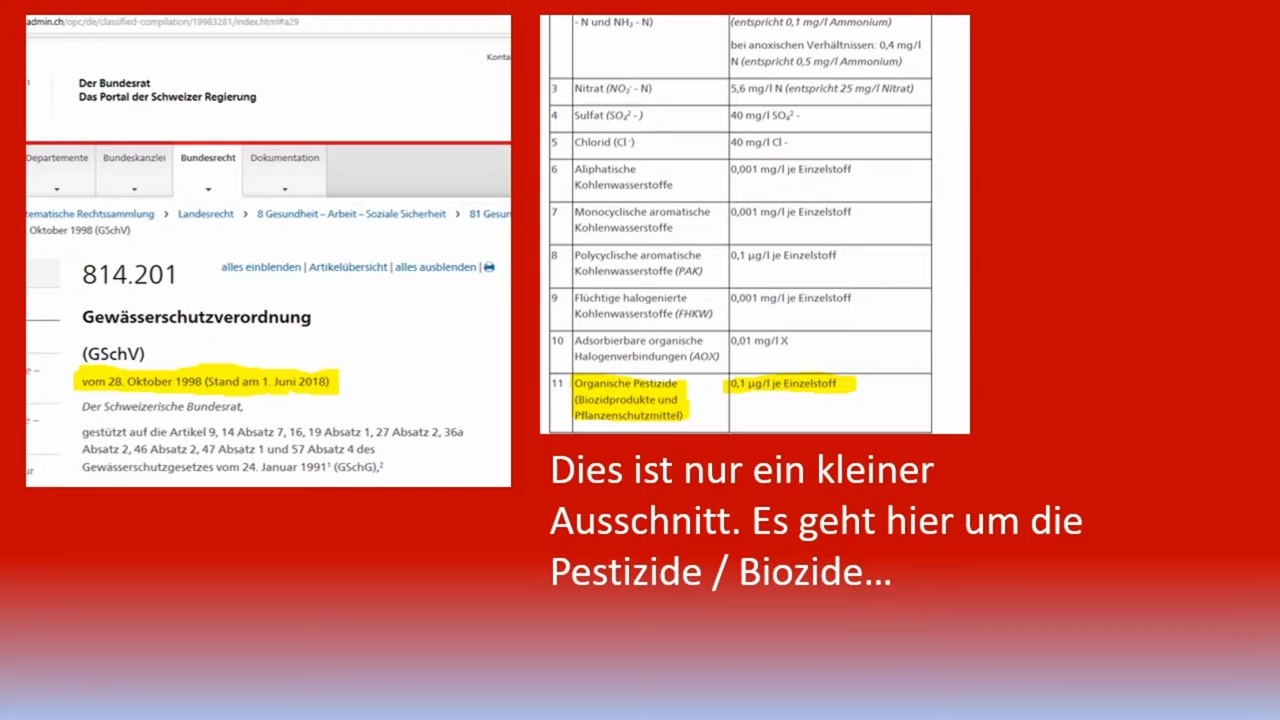 admin.ch/opc/de/classified-compilation/19983281/index.html#a29
Konta
Der Bundesrat
Das Portal der Schweizer Regierung
Departemente Bundeskanzlei Bundesrecht Dokumentation
tematische Rechtssammlung > Landesrecht > 8 Gesundheit – Arbeit – Soziale Sicherheit > 81 Gesun
Oktober 1998 (GSchV)
814.201
alles einblenden | Artikelübersicht | alles ausblenden |
Gewässerschutzverordnung
(GSchV)
vom 28. Oktober 1998 (Stand am 1. Juni 2018)
Der Schweizerische Bundesrat,
gestützt auf die Artikel 9, 14 Absatz 7, 16, 19 Absatz 1, 27 Absatz 2, 36a
Absatz 2, 46 Absatz 2, 47 Absatz 1 und 57 Absatz 4 des
Gewässerschutzgesetzes vom 24. Januar 1991¹ (GSchG),²
- N und NH₃ - N) (entspricht 0,1 mg/l Ammonium)
bei anoxischen Verhältnissen: 0,4 mg/l
N (entspricht 0,5 mg/l Ammonium)
3 Nitrat (NO₃⁻ - N) 5,6 mg/l N (entspricht 25 mg/l Nitrat)
4 Sulfat (SO₄² - ) 40 mg/l SO₄² -
5 Chlorid (Cl -) 40 mg/l Cl -
6 Aliphatische 0,001 mg/l je Einzelstoff
Kohlenwasserstoffe
7 Monocyclische aromatische 0,001 mg/l je Einzelstoff
Kohlenwasserstoffe
8 Polycyclische aromatische 0,1 µg/l je Einzelstoff
Kohlenwasserstoffe (PAK)
9 Flüchtige halogenierte 0,001 mg/l je Einzelstoff
Kohlenwasserstoffe (FHKW)
10 Adsorbierbare organische 0,01 mg/l X
Halogenverbindungen (AOX)
11 Organische Pestizide 0,1 µg/l je Einzelstoff
(Biozidprodukte und
Pflanzenschutzmittel)
Dies ist nur ein kleiner
Ausschnitt. Es geht hier um die
Pestizide / Biozide...